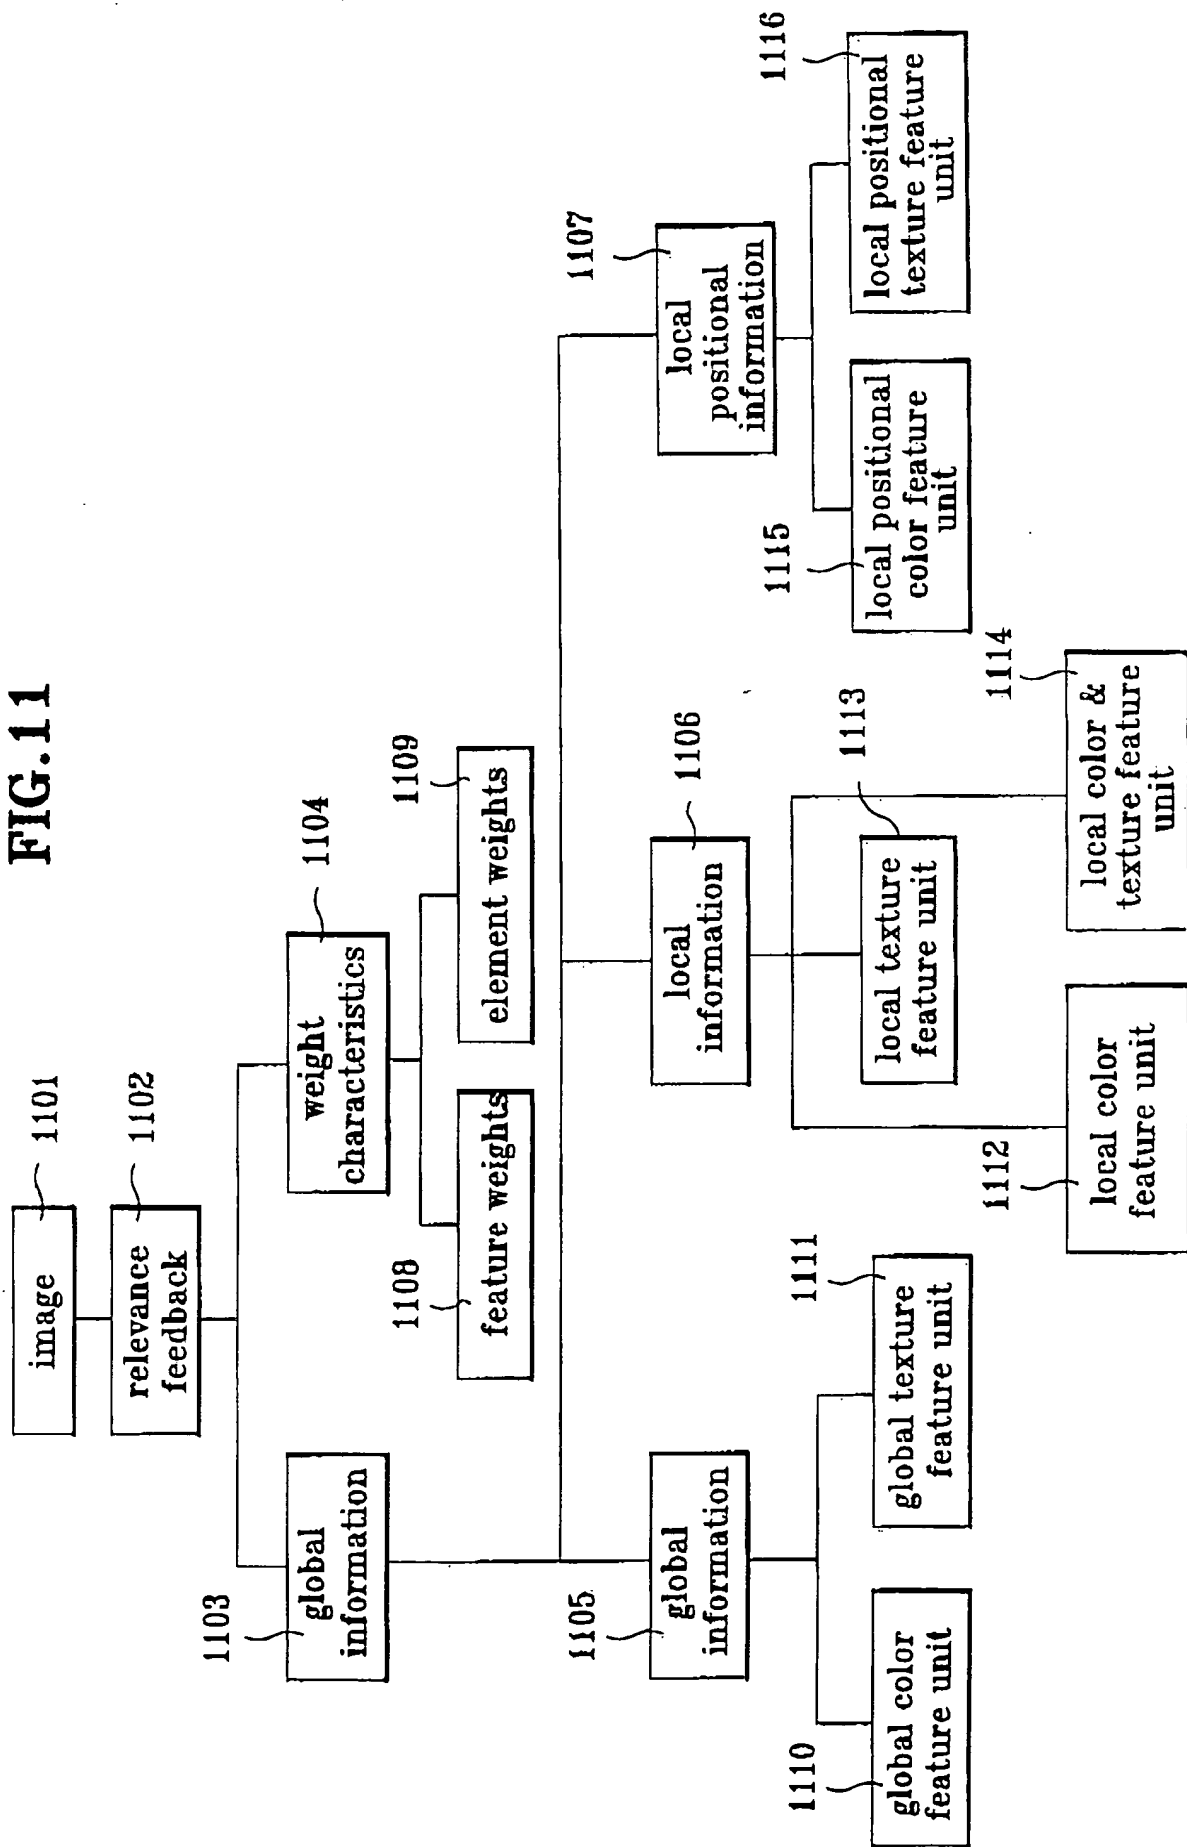 FIG.11
image
1101
relevance
feedback
1102
1103
global
information
weight
characteristics
1104
1108
feature weights
element weights
1109
1105
global
information
local
information
1106
local
positional
information
1107
1110
global color
feature unit
global texture
feature unit
1111
1112
local color
feature unit
local texture
feature unit
1113
local color &
texture feature
unit
1114
1115
local positional
color feature
unit
local positional
texture feature
unit
1116